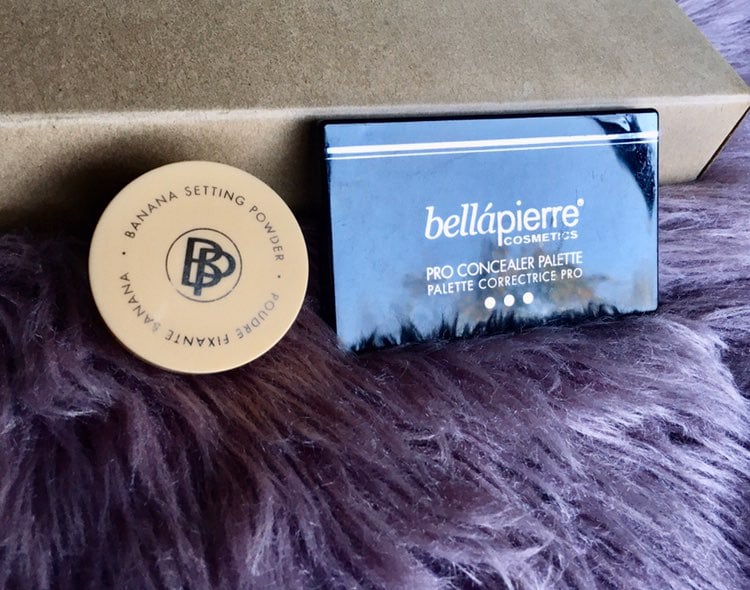 • BANANA SETTING POWDER •
POUDRE FIXANTE BANANA
BP
bellápierre®
COSMETICS
PRO CONCEALER PALETTE
PALETTE CORRECTRICE PRO